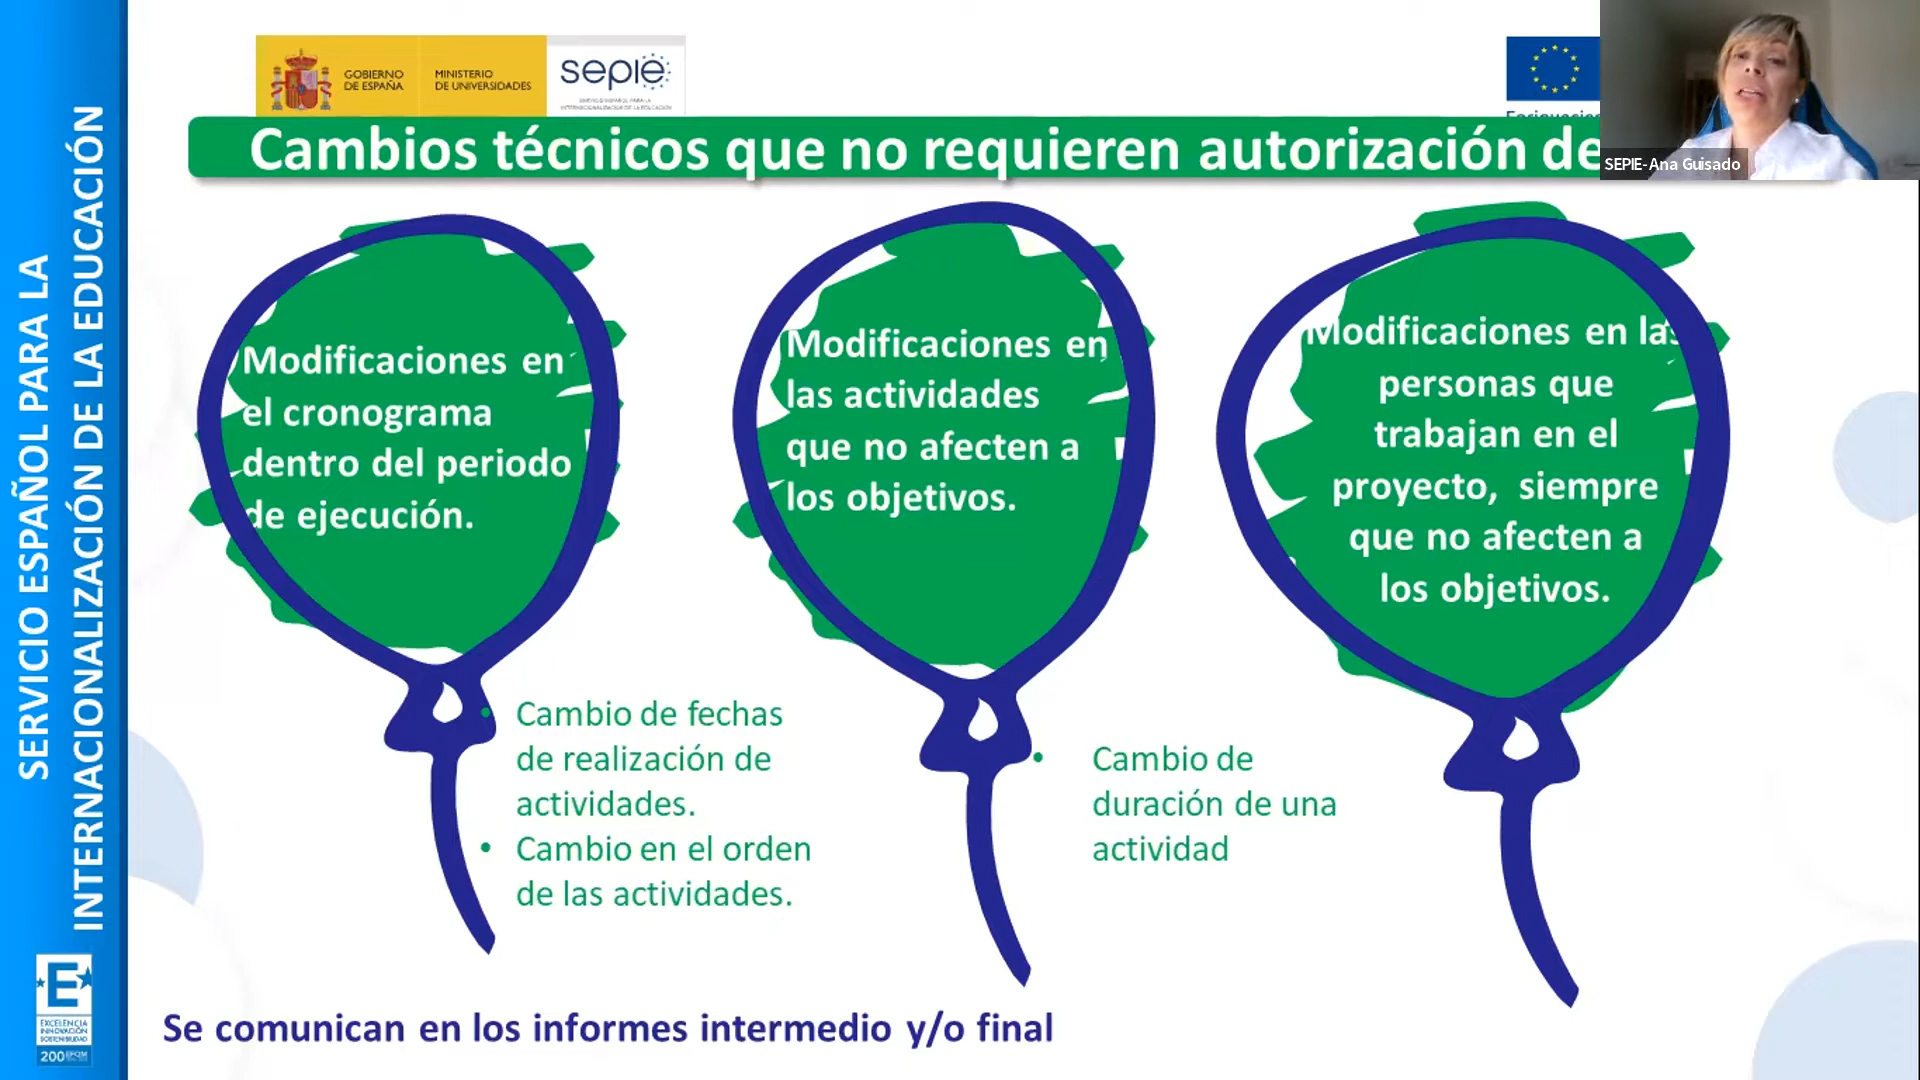 SERVICIO ESPAÑOL PARA LA
INTERNACIONALIZACIÓN DE LA EDUCACIÓN
GOBIERNO
DE ESPAÑA
MINISTERIO
DE UNIVERSIDADES
sepie
SEPIE-Ana Guisado
Cambios técnicos que no requieren autorización de
Modificaciones en
el cronograma
dentro del periodo
de ejecución.
Modificaciones en
las actividades
que no afecten a
los objetivos.
Modificaciones en las
personas que
trabajan en el
proyecto, siempre
que no afecten a
los objetivos.
• Cambio de fechas
de realización de
actividades.
• Cambio en el orden
de las actividades.
• Cambio de
duración de una
actividad
Se comunican en los informes intermedio y/o final
EXCELENCIA
INNOVACIÓN
SOSTENIBILIDAD
200